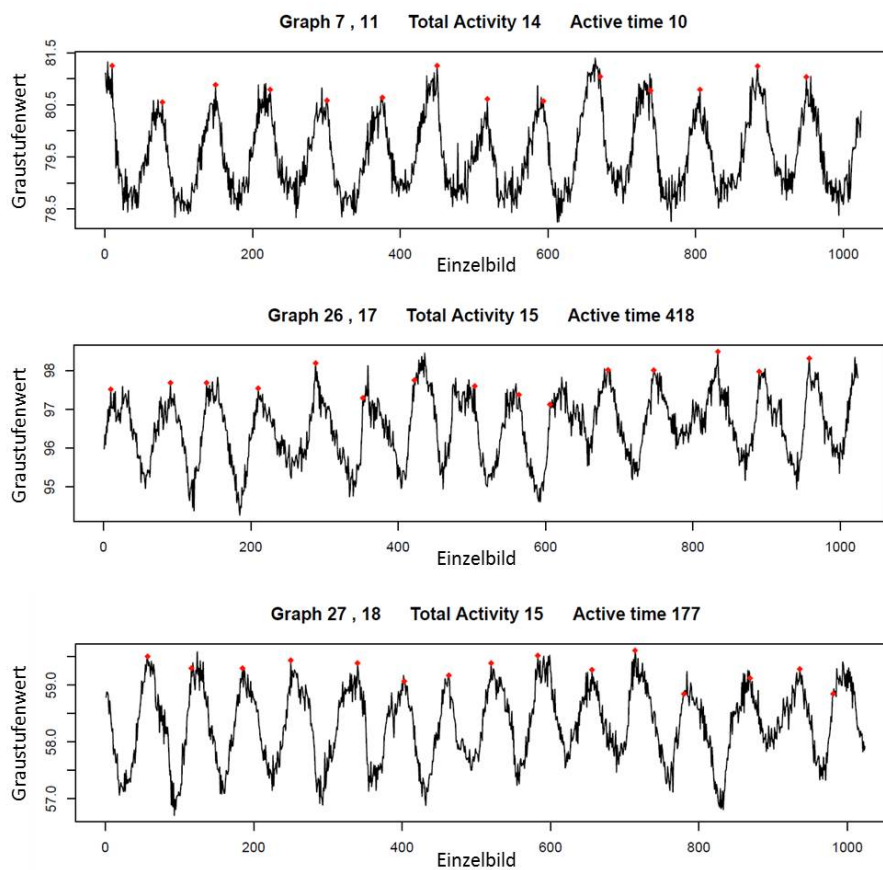 Graph 7 , 11 Total Activity 14 Active time 10
Graustufenwert
81.5
80.5
79.5
78.5
0 200 400 600 800 1000
Einzelbild
Graph 26 , 17 Total Activity 15 Active time 418
Graustufenwert
98
97
96
95
0 200 400 600 800 1000
Einzelbild
Graph 27 , 18 Total Activity 15 Active time 177
Graustufenwert
59.0
58.0
57.0
0 200 400 600 800 1000
Einzelbild